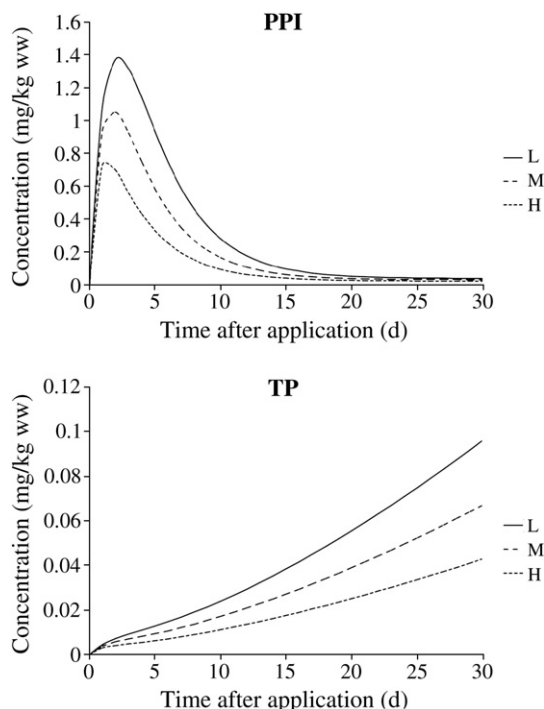 PPI
Concentration (mg/kg ww)
1.6
1.4
1.2
1
0.8
0.6
0.4
0.2
0
0 5 10 15 20 25 30
Time after application (d)
L
M
H
TP
Concentration (mg/kg ww)
0.12
0.1
0.08
0.06
0.04
0.02
0
0 5 10 15 20 25 30
Time after application (d)
L
M
H